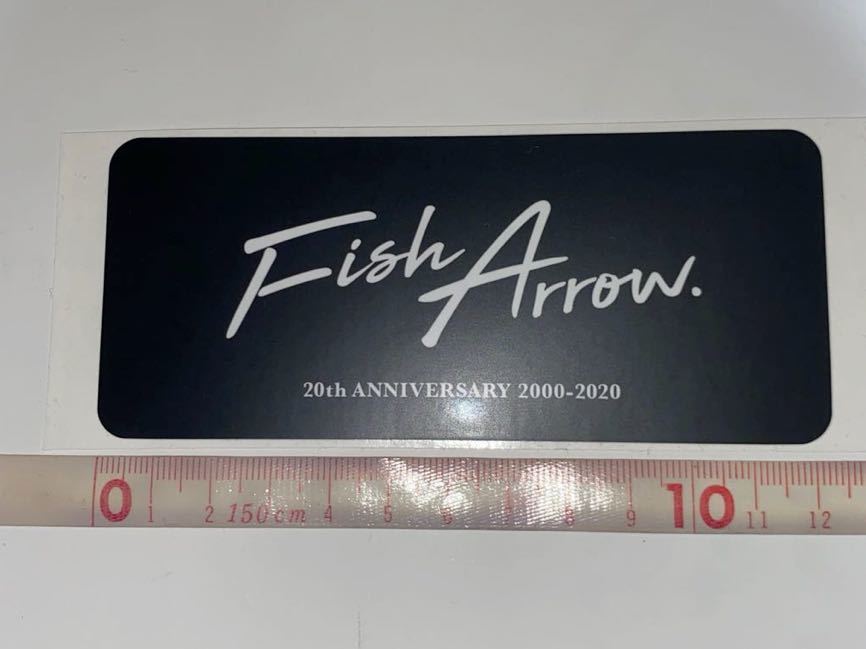 Fish Arrow.
20th ANNIVERSARY 2000-2020
0 1 2 150cm 4 5 6 7 8 9 10 11 12